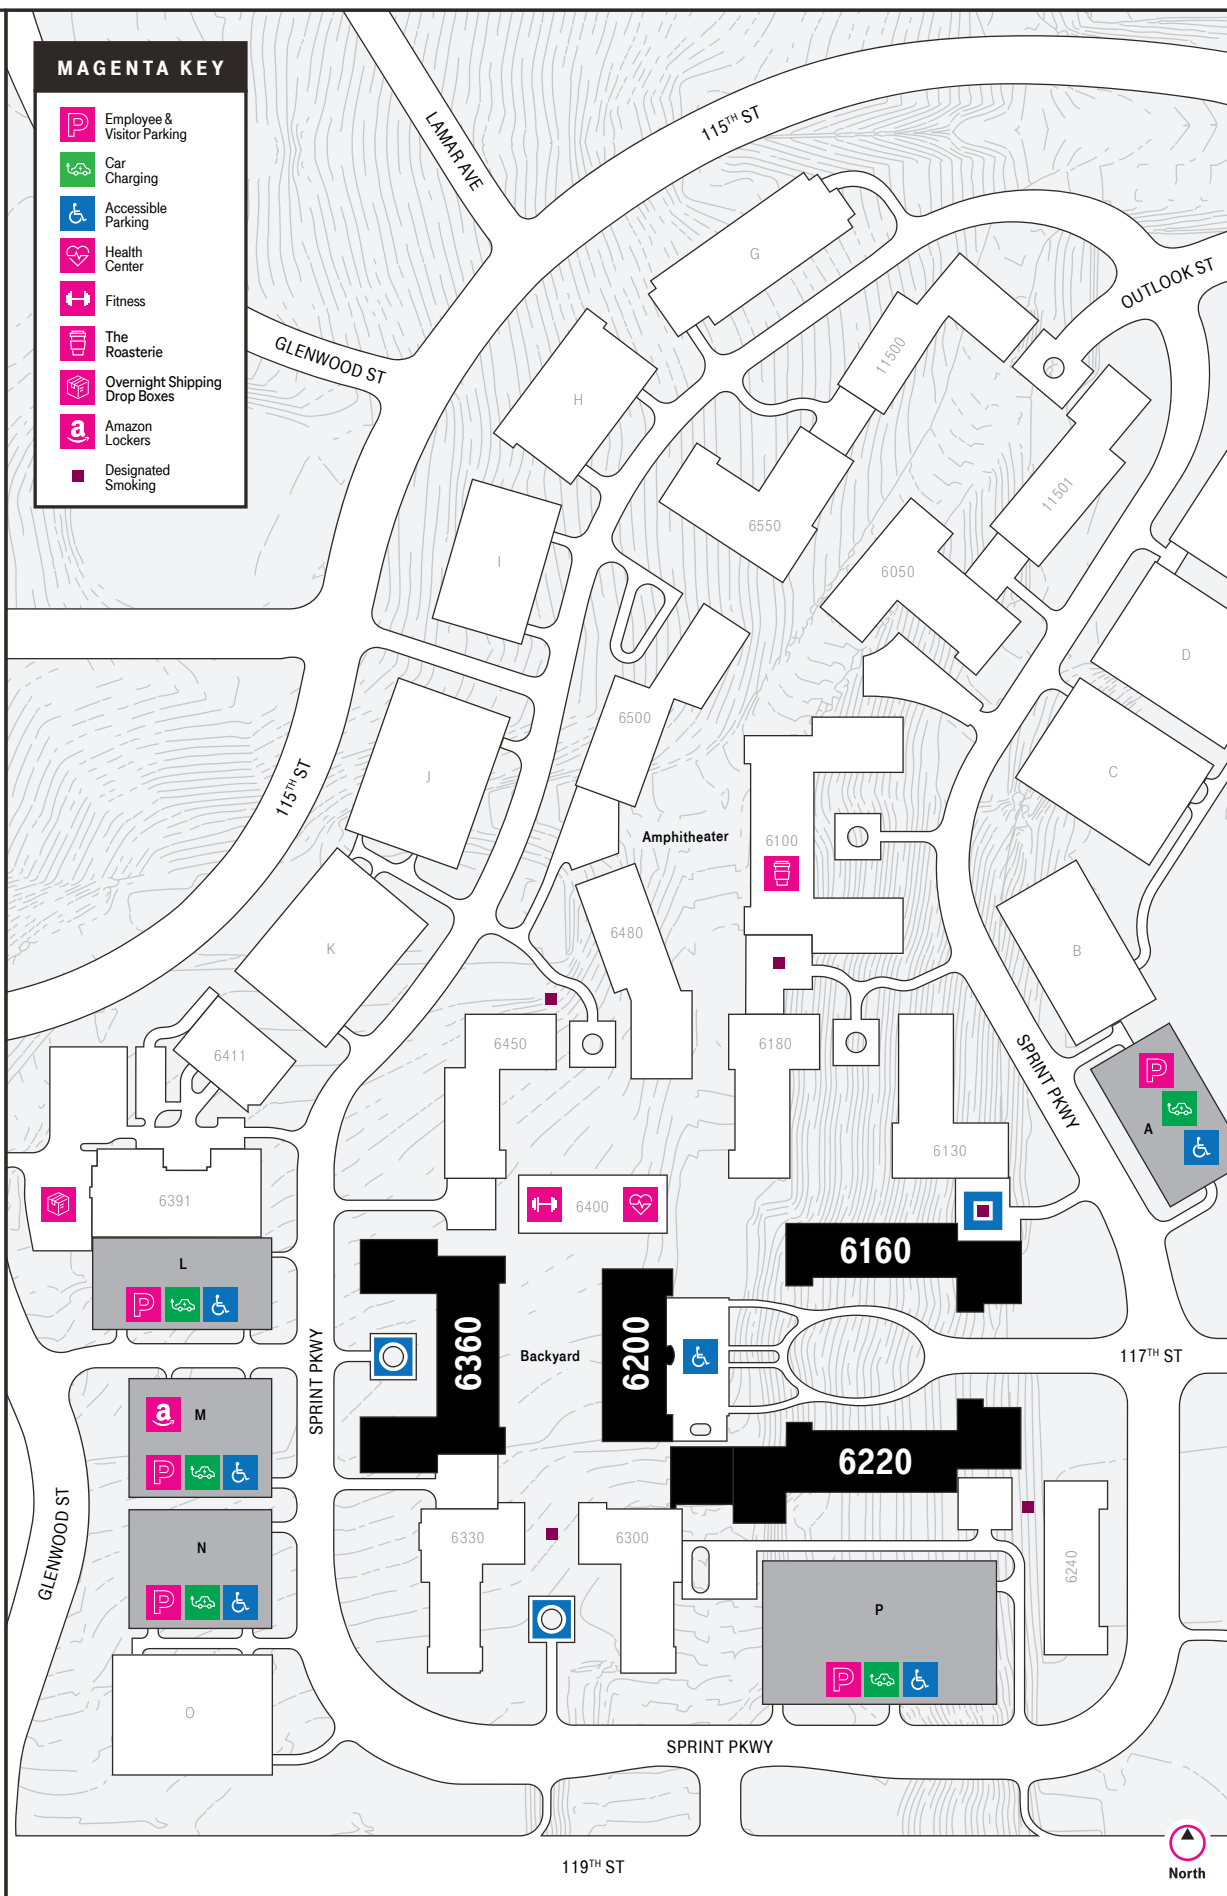 MAGENTA KEY
P
Employee &
Visitor Parking
Car
Charging
Accessible
Parking
Health
Center
Fitness
The
Roasterie
Overnight Shipping
Drop Boxes
a
Amazon
Lockers
Designated
Smoking
LAMAR AVE
115TH ST
GLENWOOD ST
OUTLOOK ST
G
11500
H
11501
6550
I
6050
D
6500
J
C
115TH ST
Amphitheater
6100
K
6480
B
6411
6450
6180
SPRINT PKWY
P
A
6130
6391
6400
6160
L
P
6360
Backyard
6200
SPRINT PKWY
117TH ST
a
M
P
6220
GLENWOOD ST
N
P
6330
6300
6240
P
P
O
SPRINT PKWY
119TH ST
North